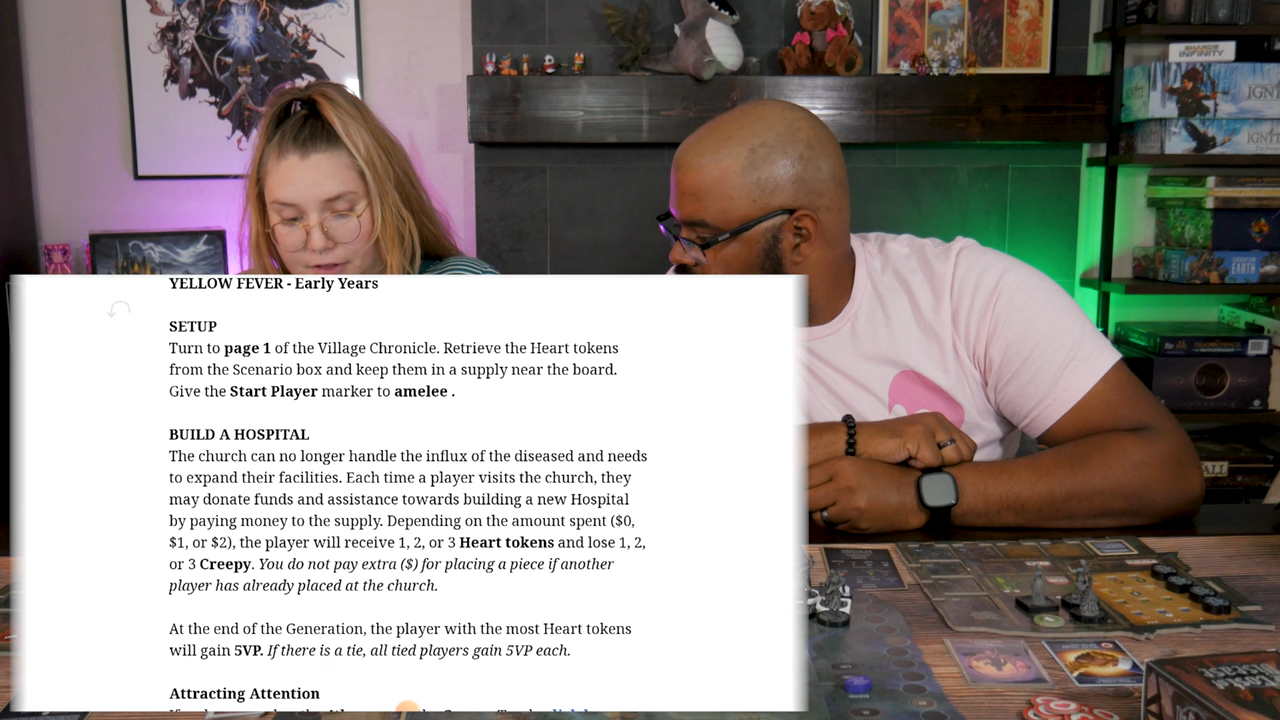 SHARDS
INFINITY
IGNI
IGNI
YELLOW FEVER - Early Years
SETUP
Turn to page 1 of the Village Chronicle. Retrieve the Heart tokens
from the Scenario box and keep them in a supply near the board.
Give the Start Player marker to amelee .
BUILD A HOSPITAL
The church can no longer handle the influx of the diseased and needs
to expand their facilities. Each time a player visits the church, they
may donate funds and assistance towards building a new Hospital
by paying money to the supply. Depending on the amount spent ($0,
$1, or $2), the player will receive 1, 2, or 3 Heart tokens and lose 1, 2,
or 3 Creepy. You do not pay extra ($) for placing a piece if another
player has already placed at the church.
At the end of the Generation, the player with the most Heart tokens
will gain 5VP. If there is a tie, all tied players gain 5VP each.
Attracting Attention
EARTH
Disease